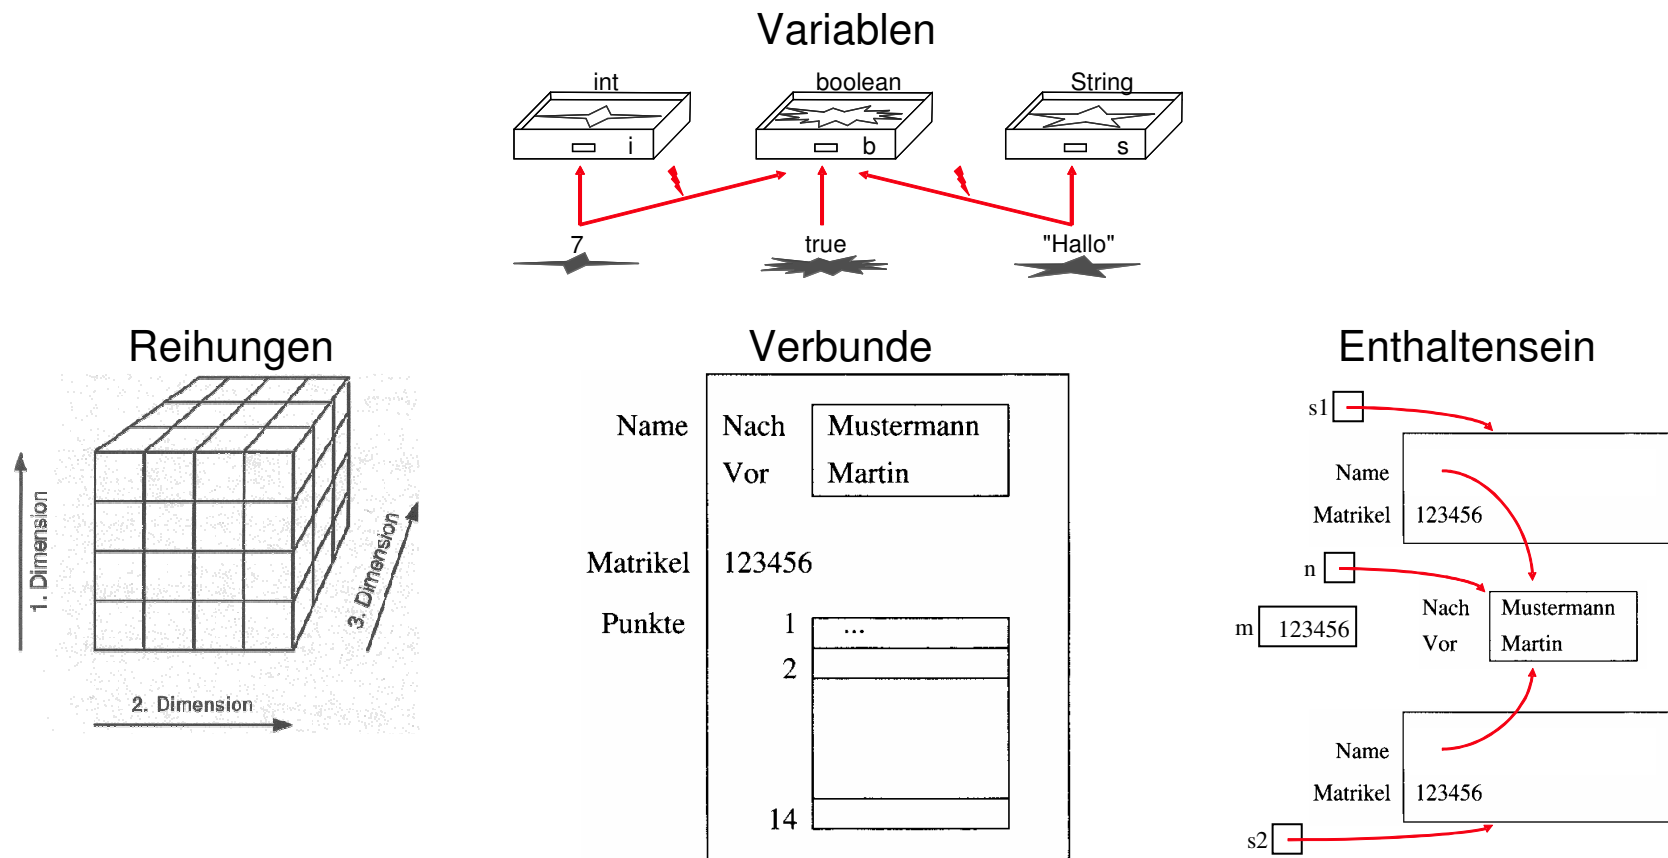 Variablen
int boolean String
i b s
7 true "Hallo"
Reihungen
1. Dimension
2. Dimension
3. Dimension
Verbunde
Name Nach Mustermann
Vor Martin
Matrikel 123456
Punkte 1 ...
2
14
Enthaltensein
s1
Name
Matrikel 123456
n
Nach Mustermann
m 123456
Vor Martin
Name
Matrikel 123456
s2